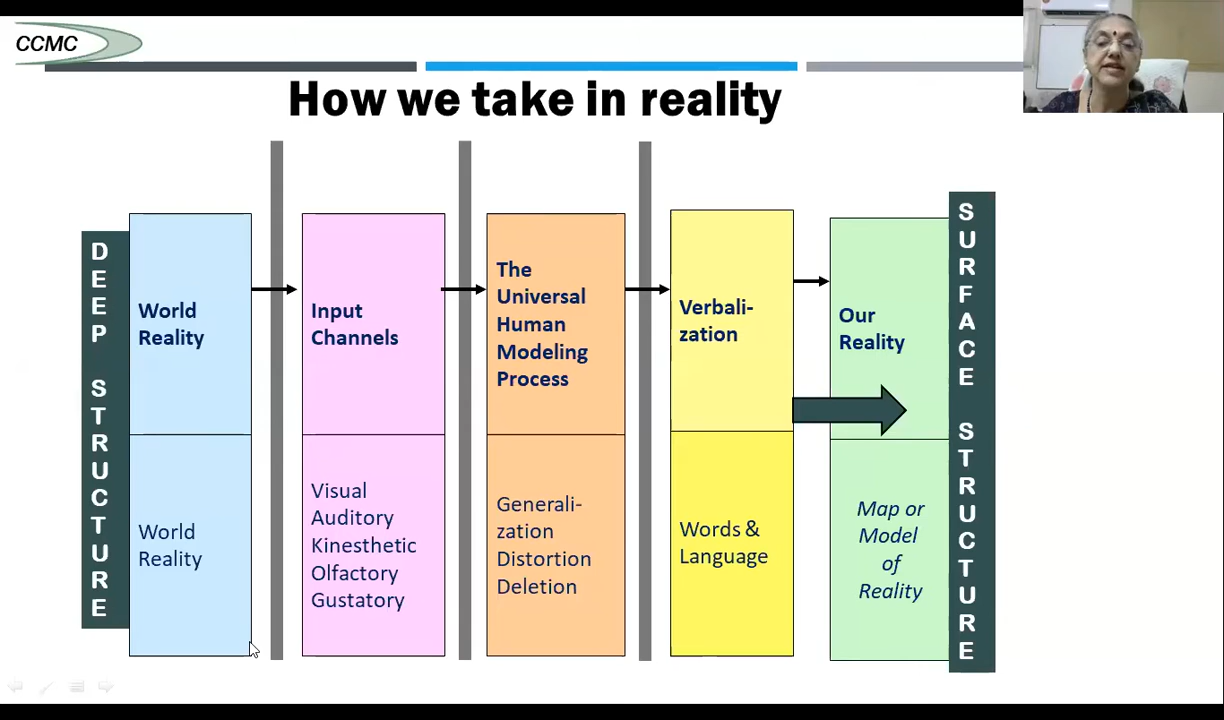 CCMC
How we take in reality
DEEP STRUCTURE
World
Reality
World
Reality
Input
Channels
Visual
Auditory
Kinesthetic
Olfactory
Gustatory
The
Universal
Human
Modeling
Process
Generali-
zation
Distortion
Deletion
Verbali-
zation
Words &
Language
Our
Reality
Map or
Model
of
Reality
SURFACE STRUCTURE